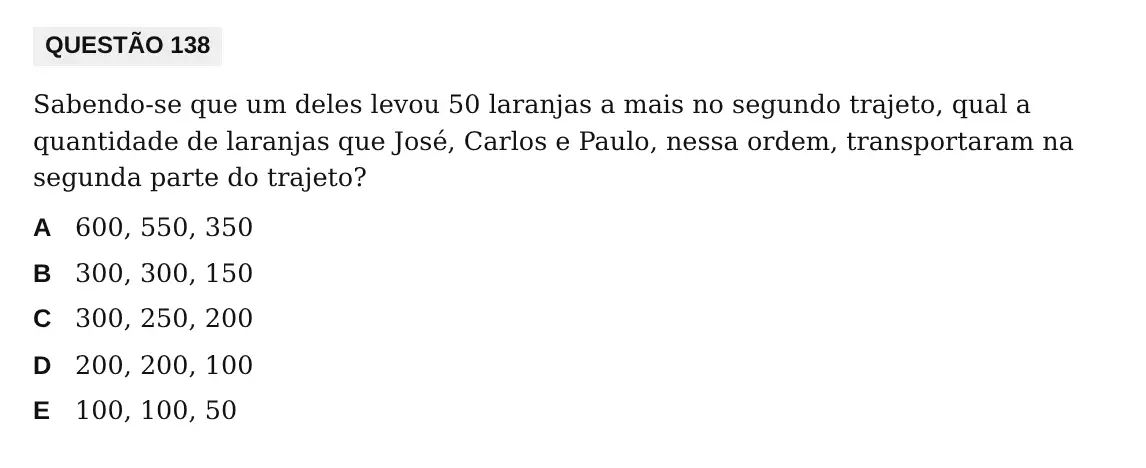 QUESTÃO 138
Sabendo-se que um deles levou 50 laranjas a mais no segundo trajeto, qual a
quantidade de laranjas que José, Carlos e Paulo, nessa ordem, transportaram na
segunda parte do trajeto?
A 600, 550, 350
B 300, 300, 150
C 300, 250, 200
D 200, 200, 100
E 100, 100, 50